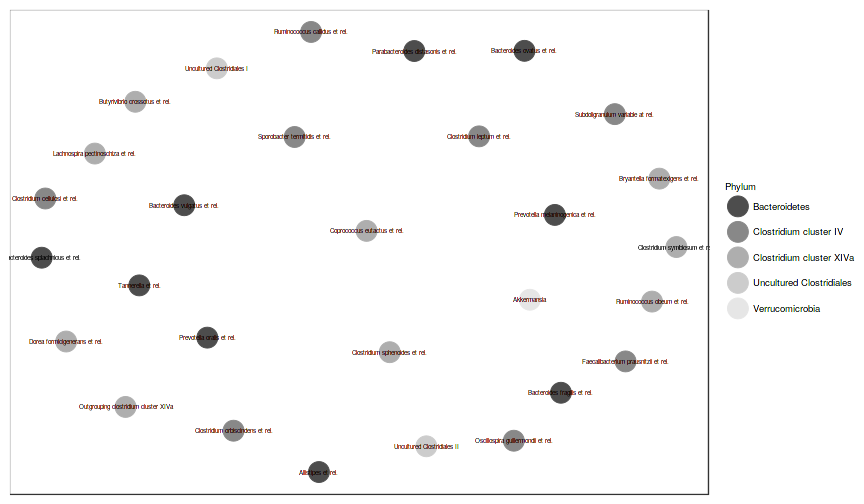 Ruminococcus callidus et rel.
Parabacteroides distasonis et rel.
Bacteroides ovatus et rel.
Uncultured Clostridiales I
Butyrivibrio crossotus et rel.
Subdoligranulum variable at rel.
Sporobacter termitidis et rel.
Clostridium leptum et rel.
Lachnospira pectinoschiza et rel.
Bryantella formatexigens et rel.
Phylum
Clostridium cellulosi et rel.
Bacteroides vulgatus et rel.
Bacteroidetes
Prevotella melaninogenica et rel.
Coprococcus eutactus et rel.
Clostridium cluster IV
Clostridium symbiosum et r
acteroides splachnicus et rel.
Clostridium cluster XIVa
Tannerella et rel.
Uncultured Clostridiales
Akkermansia
Ruminococcus obeum et rel.
Verrucomicrobia
Prevotella oralis et rel.
Dorea formicigenerans et rel.
Clostridium sphenoides et rel.
Faecalibacterium prausnitzii et rel.
Bacteroides fragilis et rel.
Outgrouping clostridium cluster XIVa
Clostridium orbiscindens et rel.
Oscillospira guillermondii et rel.
Uncultured Clostridiales II
Allistipes et rel.